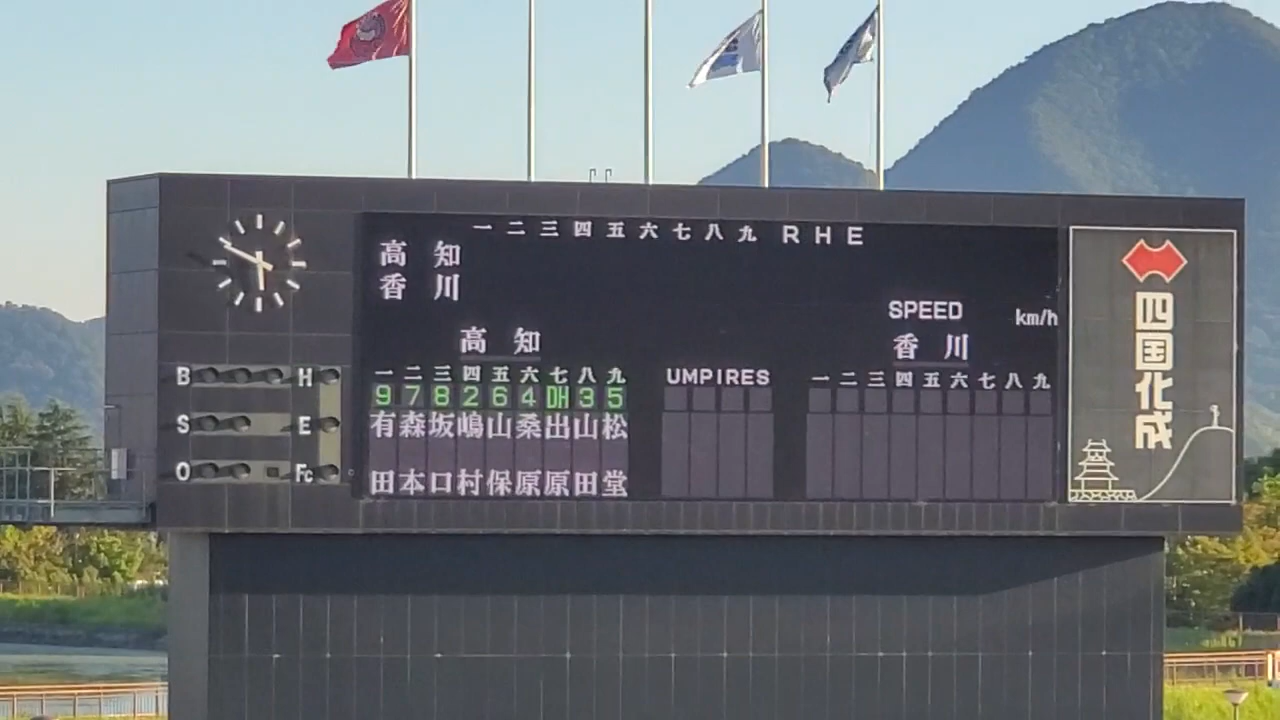 一 二 三 四 五 六 七 八 九 R H E
高 知
香 川
SPEED km/h
高 知
香 川
一 二 三 四 五 六 七 八 九
9 7 8 2 6 4 DH 3 5
有 森 坂 嶋 山 桑 出 山 松
田 本 口 村 保 原 原 田 堂
UMPIRES
一 二 三 四 五 六 七 八 九
B H
S E
O Fc
四国化成